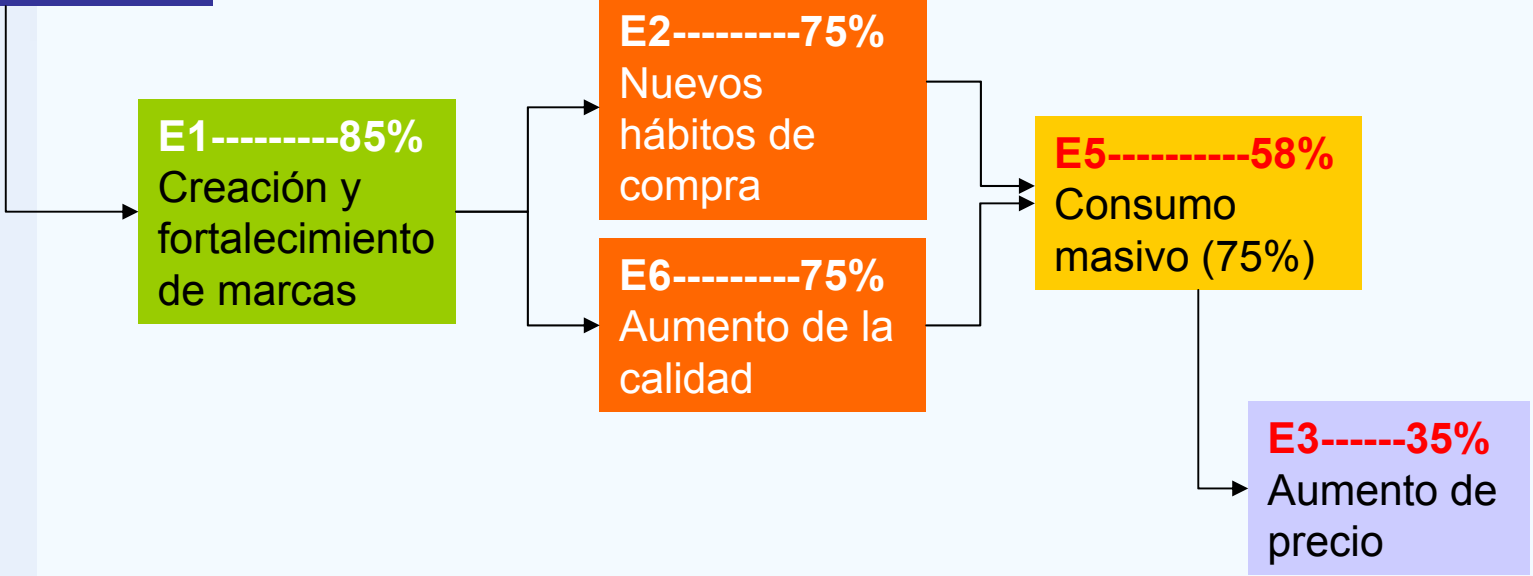 E1---------85%
Creación y
fortalecimiento
de marcas
E2---------75%
Nuevos
hábitos de
compra
E6---------75%
Aumento de la
calidad
E5----------58%
Consumo
masivo (75%)
E3------35%
Aumento de
precio